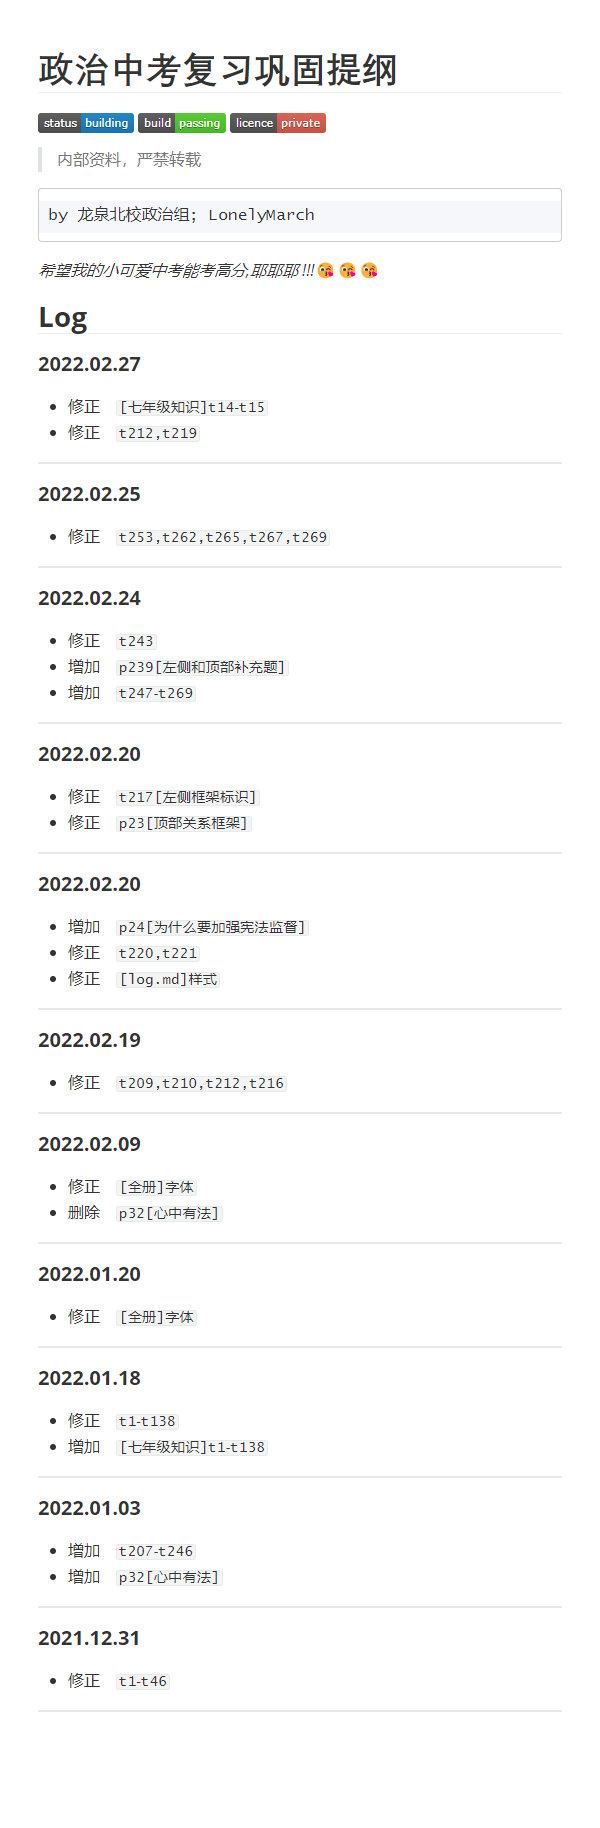 政治中考复习巩固提纲
status building build passing licence private
内部资料，严禁转载
by 龙泉北校政治组; LonelyMarch
希望我的小可爱中考能考高分,耶耶耶!!!😘 😘 😘
Log
2022.02.27
• 修正 [七年级知识]t14-t15
• 修正 t212,t219
2022.02.25
• 修正 t253,t262,t265,t267,t269
2022.02.24
• 修正 t243
• 增加 p239[左侧和顶部补充题]
• 增加 t247-t269
2022.02.20
• 修正 t217[左侧框架标识]
• 修正 p23[顶部关系框架]
2022.02.20
• 增加 p24[为什么要加强宪法监督]
• 修正 t220,t221
• 修正 [log.md]样式
2022.02.19
• 修正 t209,t210,t212,t216
2022.02.09
• 修正 [全册]字体
• 删除 p32[心中有法]
2022.01.20
• 修正 [全册]字体
2022.01.18
• 修正 t1-t138
• 增加 [七年级知识]t1-t138
2022.01.03
• 增加 t207-t246
• 增加 p32[心中有法]
2021.12.31
• 修正 t1-t46